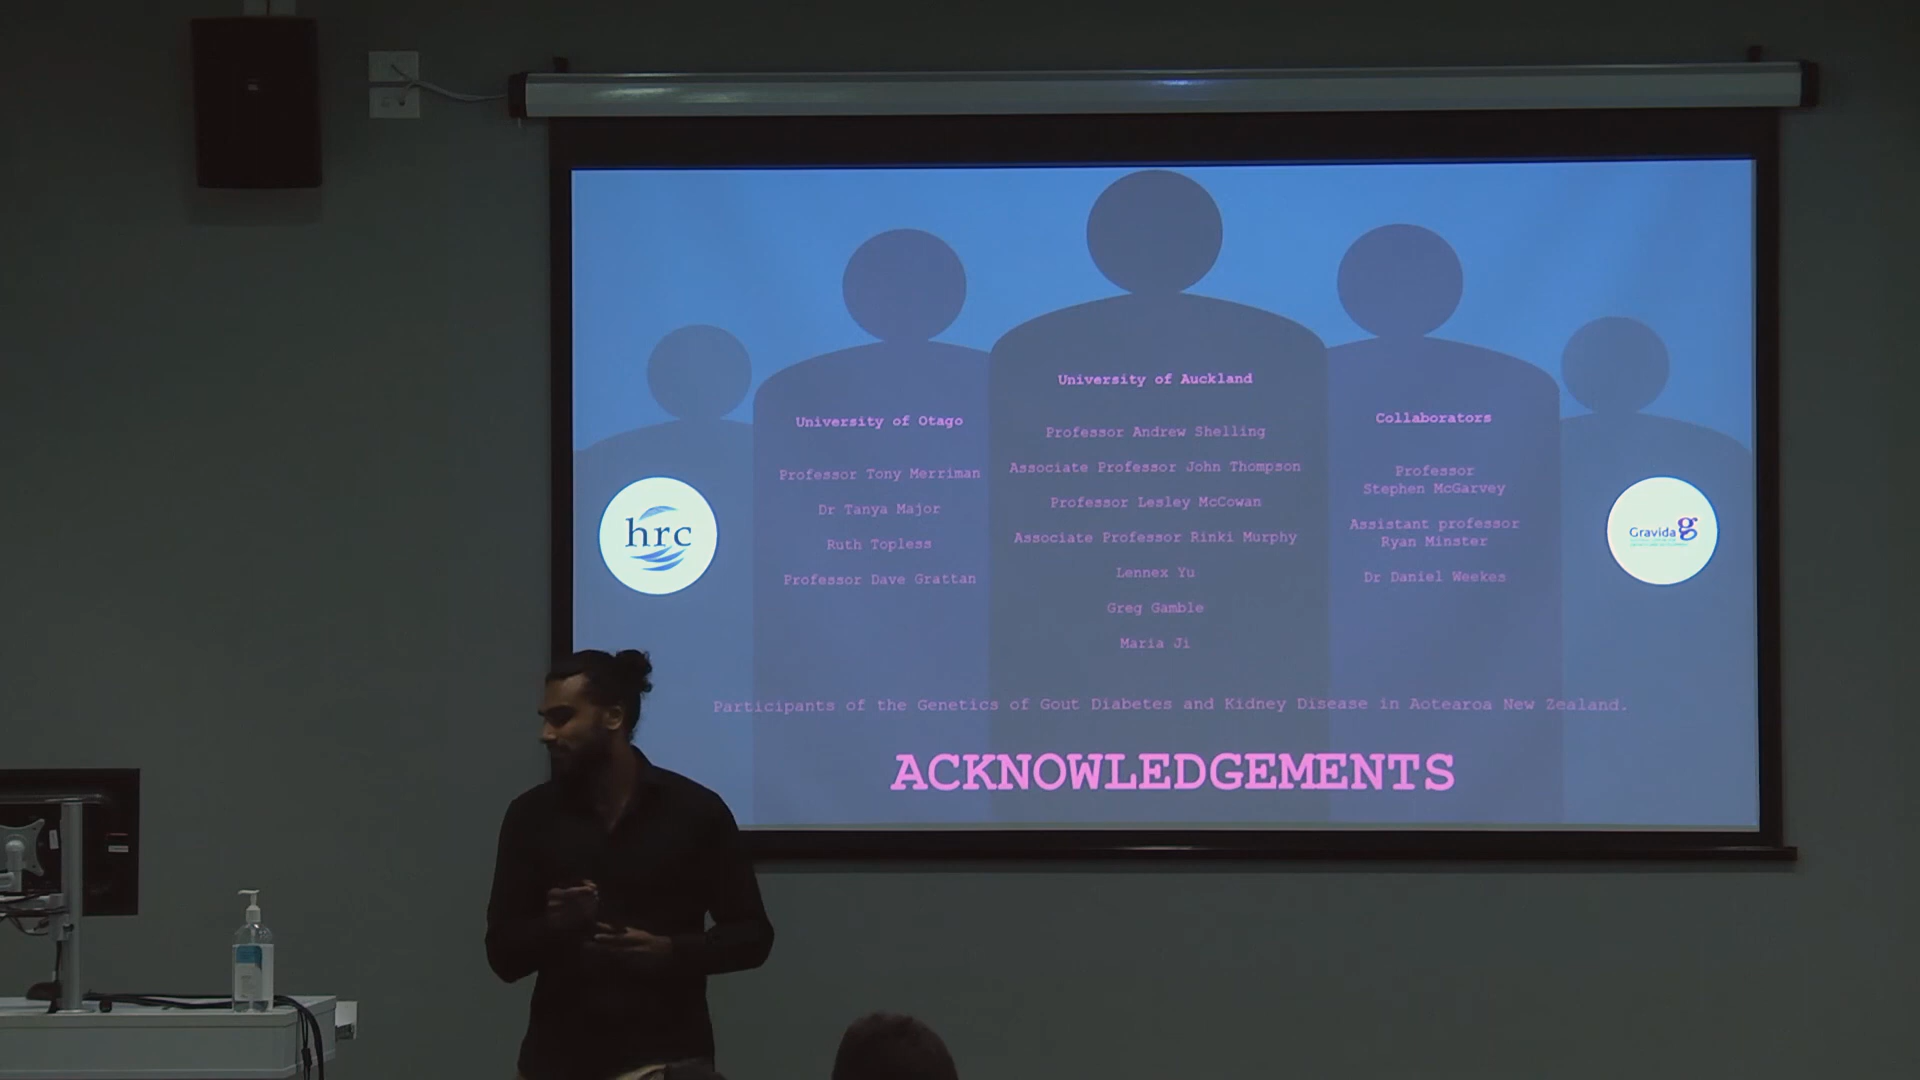 University of Otago
Professor Tony Merriman
Dr Tanya Major
Ruth Topless
Professor Dave Grattan
University of Auckland
Professor Andrew Shelling
Associate Professor John Thompson
Professor Lesley McCowan
Associate Professor Rinki Murphy
Lennex Yu
Greg Gamble
Maria Ji
Collaborators
Professor
Stephen McGarvey
Assistant professor
Ryan Minster
Dr Daniel Weekes
hrc
Gravida g
Participants of the Genetics of Gout Diabetes and Kidney Disease in Aotearoa New Zealand.
ACKNOWLEDGEMENTS